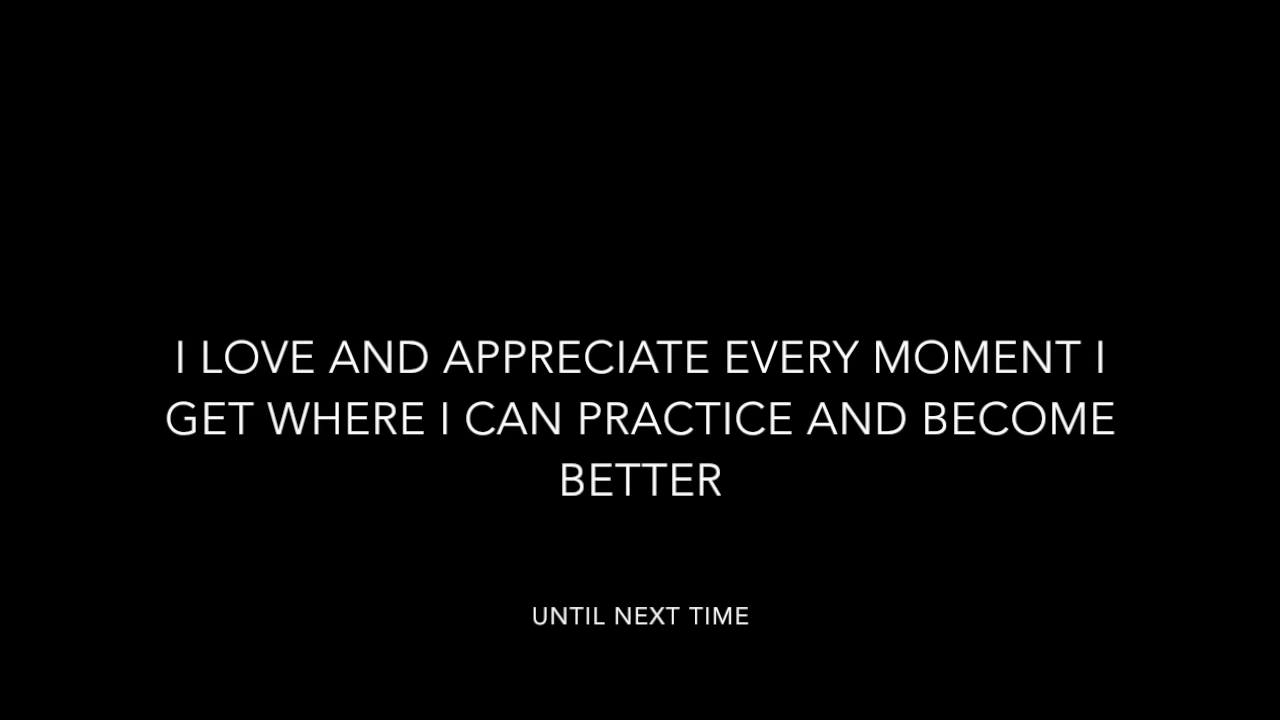 I LOVE AND APPRECIATE EVERY MOMENT I
GET WHERE I CAN PRACTICE AND BECOME
BETTER
UNTIL NEXT TIME